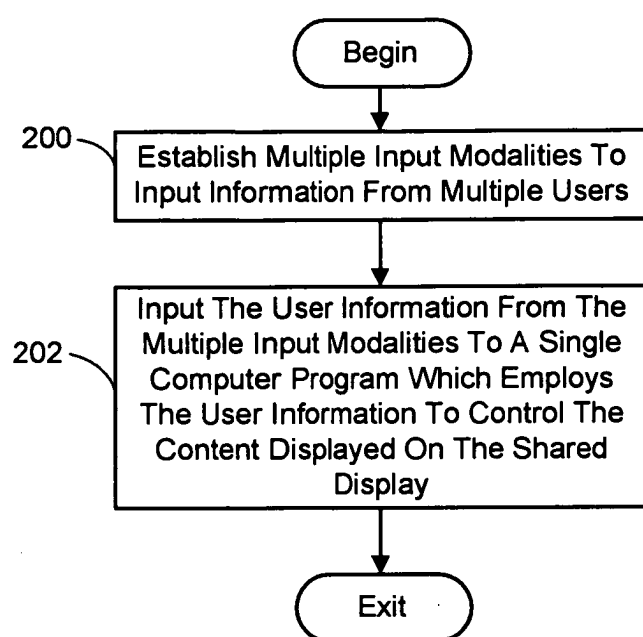 Begin
200
Establish Multiple Input Modalities To
Input Information From Multiple Users
202
Input The User Information From The
Multiple Input Modalities To A Single
Computer Program Which Employs
The User Information To Control The
Content Displayed On The Shared
Display
Exit